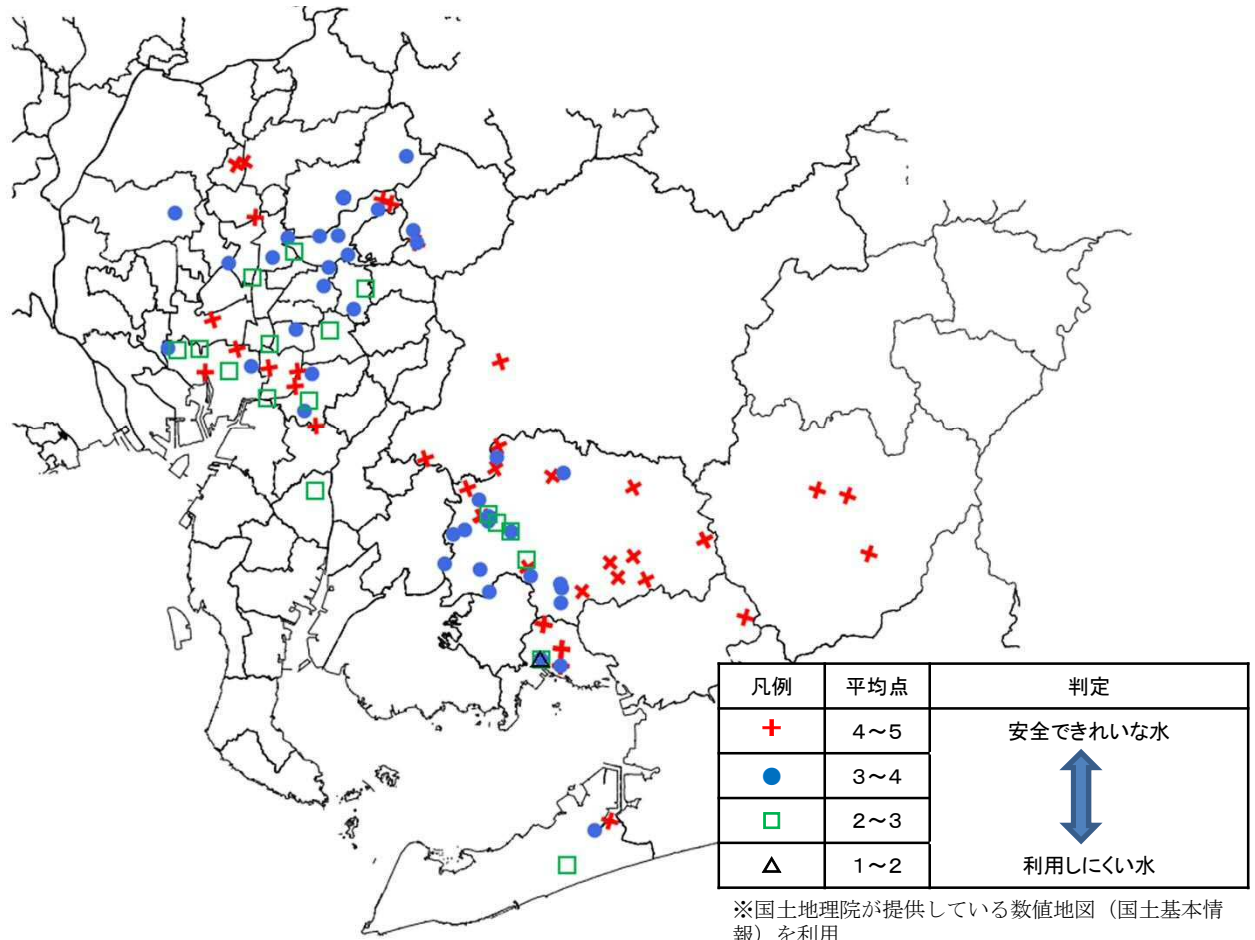 凡例 平均点 判定
4～5 安全できれいな水
3～4
2～3
1～2 利用しにくい水
※国土地理院が提供している数値地図（国土基本情
報）を利用